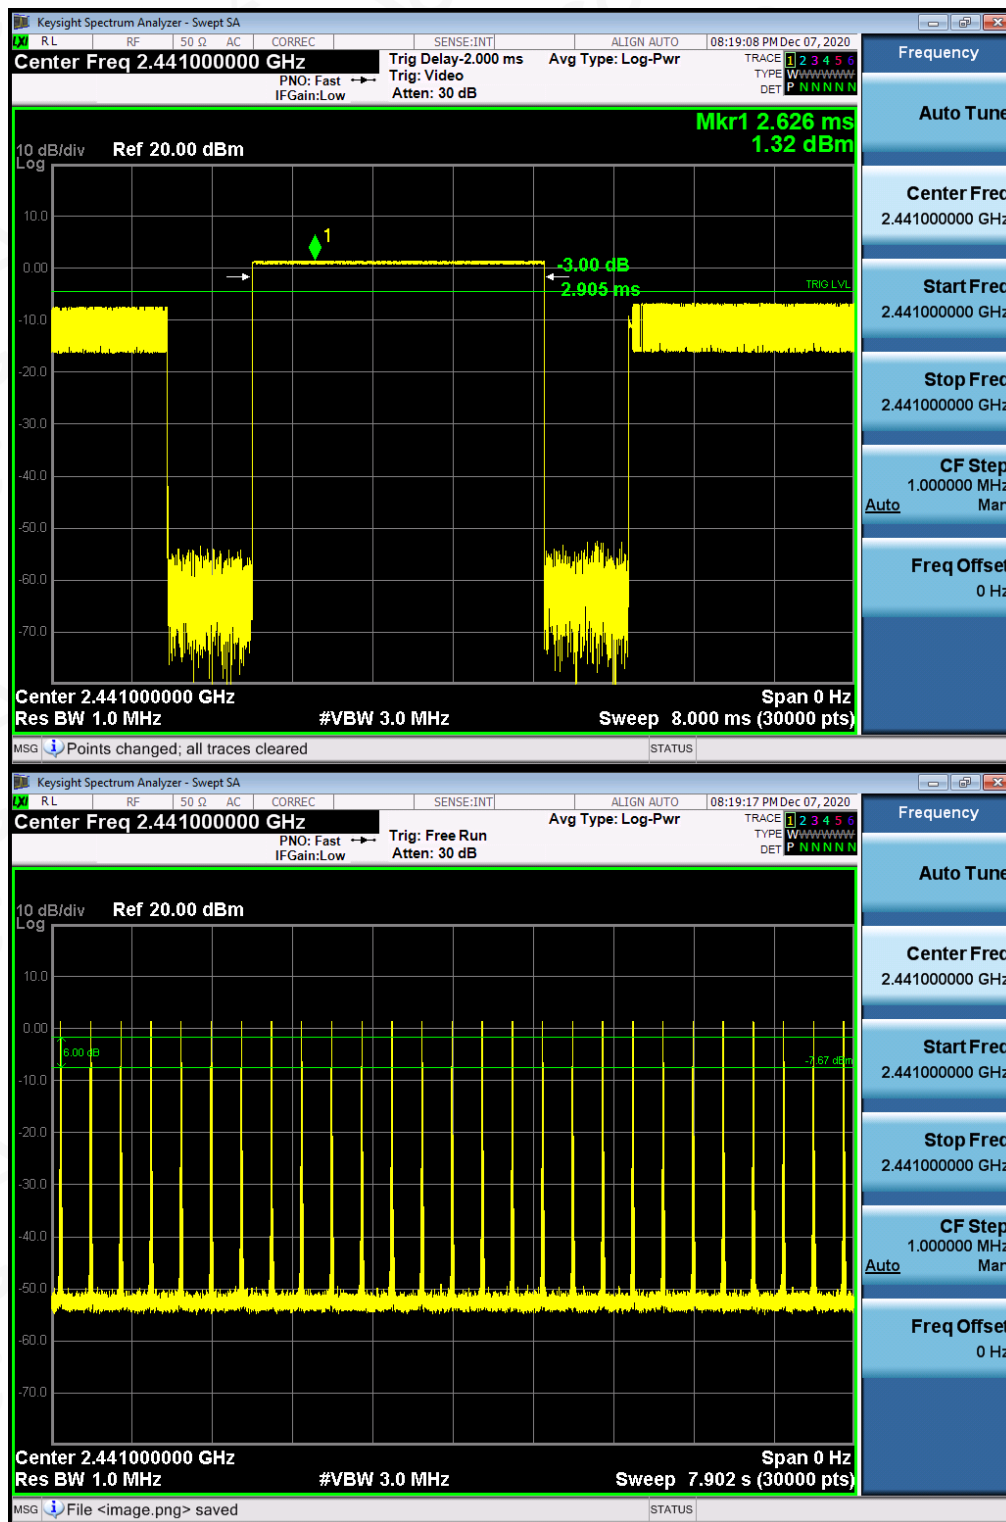 Keysight Spectrum Analyzer - Swept SA
LXI RL RF 50 Ω AC CORREC SENSE:INT ALIGN AUTO 08:19:08 PM Dec 07, 2020
Center Freq 2.441000000 GHz
PNO: Fast
IFGain:Low
Trig Delay-2.000 ms
Trig: Video
Atten: 30 dB
Avg Type: Log-Pwr
TRACE 1 2 3 4 5 6
TYPE WWWWWWW
DET P N N N N N
Mkr1 2.626 ms
1.32 dBm
10 dB/div Ref 20.00 dBm
Log
10.0
0.00
-10.0
-20.0
-30.0
-40.0
-50.0
-60.0
-70.0
1
-3.00 dB
2.905 ms
TRIG LVL
Center 2.441000000 GHz
Span 0 Hz
Res BW 1.0 MHz
#VBW 3.0 MHz
Sweep 8.000 ms (30000 pts)
MSG Points changed; all traces cleared
STATUS
Frequency
Auto Tune
Center Freq
2.441000000 GHz
Start Freq
2.441000000 GHz
Stop Freq
2.441000000 GHz
CF Step
1.000000 MHz
Auto Man
Freq Offset
0 Hz
Keysight Spectrum Analyzer - Swept SA
LXI RL RF 50 Ω AC CORREC SENSE:INT ALIGN AUTO 08:19:17 PM Dec 07, 2020
Center Freq 2.441000000 GHz
PNO: Fast
IFGain:Low
Trig: Free Run
Atten: 30 dB
Avg Type: Log-Pwr
TRACE 1 2 3 4 5 6
TYPE WWWWWWW
DET P N N N N N
10 dB/div Ref 20.00 dBm
Log
10.0
0.00
-10.0
-20.0
-30.0
-40.0
-50.0
-60.0
-70.0
6.00 dB
-7.67 dBm
Center 2.441000000 GHz
Span 0 Hz
Res BW 1.0 MHz
#VBW 3.0 MHz
Sweep 7.902 s (30000 pts)
MSG File <image.png> saved
STATUS
Frequency
Auto Tune
Center Freq
2.441000000 GHz
Start Freq
2.441000000 GHz
Stop Freq
2.441000000 GHz
CF Step
1.000000 MHz
Auto Man
Freq Offset
0 Hz